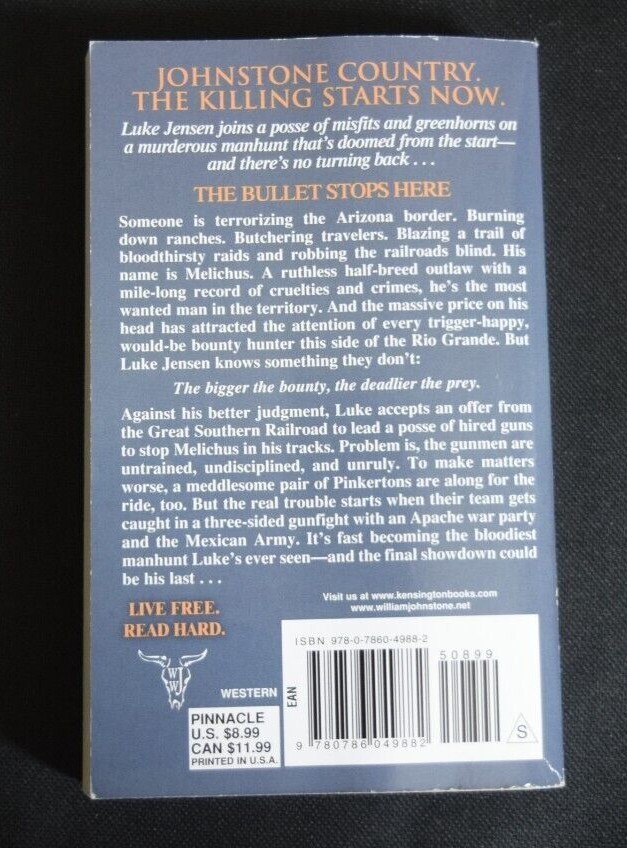 JOHNSTONE COUNTRY.
THE KILLING STARTS NOW.
Luke Jensen joins a posse of misfits and greenhorns on
a murderous manhunt that's doomed from the start—
and there's no turning back . . .
THE BULLET STOPS HERE
Someone is terrorizing the Arizona border. Burning
down ranches. Butchering travelers. Blazing a trail of
bloodthirsty raids and robbing the railroads blind. His
name is Melichus. A ruthless half-breed outlaw with a
mile-long record of cruelties and crimes, he's the most
wanted man in the territory. And the massive price on his
head has attracted the attention of every trigger-happy,
would-be bounty hunter this side of the Rio Grande. But
Luke Jensen knows something they don't:
The bigger the bounty, the deadlier the prey.
Against his better judgment, Luke accepts an offer from
the Great Southern Railroad to lead a posse of hired guns
to stop Melichus in his tracks. Problem is, the gunmen are
untrained, undisciplined, and unruly. To make matters
worse, a meddlesome pair of Pinkertons are along for the
ride, too. But the real trouble starts when their team gets
caught in a three-sided gunfight with an Apache war party
and the Mexican Army. It's fast becoming the bloodiest
manhunt Luke's ever seen—and the final showdown could
be his last . . .
LIVE FREE.
READ HARD.
WWJ
WESTERN
PINNACLE
U.S. $8.99
CAN $11.99
PRINTED IN U.S.A.
Visit us at www.kensingtonbooks.com
www.williamjohnstone.net
ISBN 978-0-7860-4988-2
50899
EAN
9 780786 049882
S